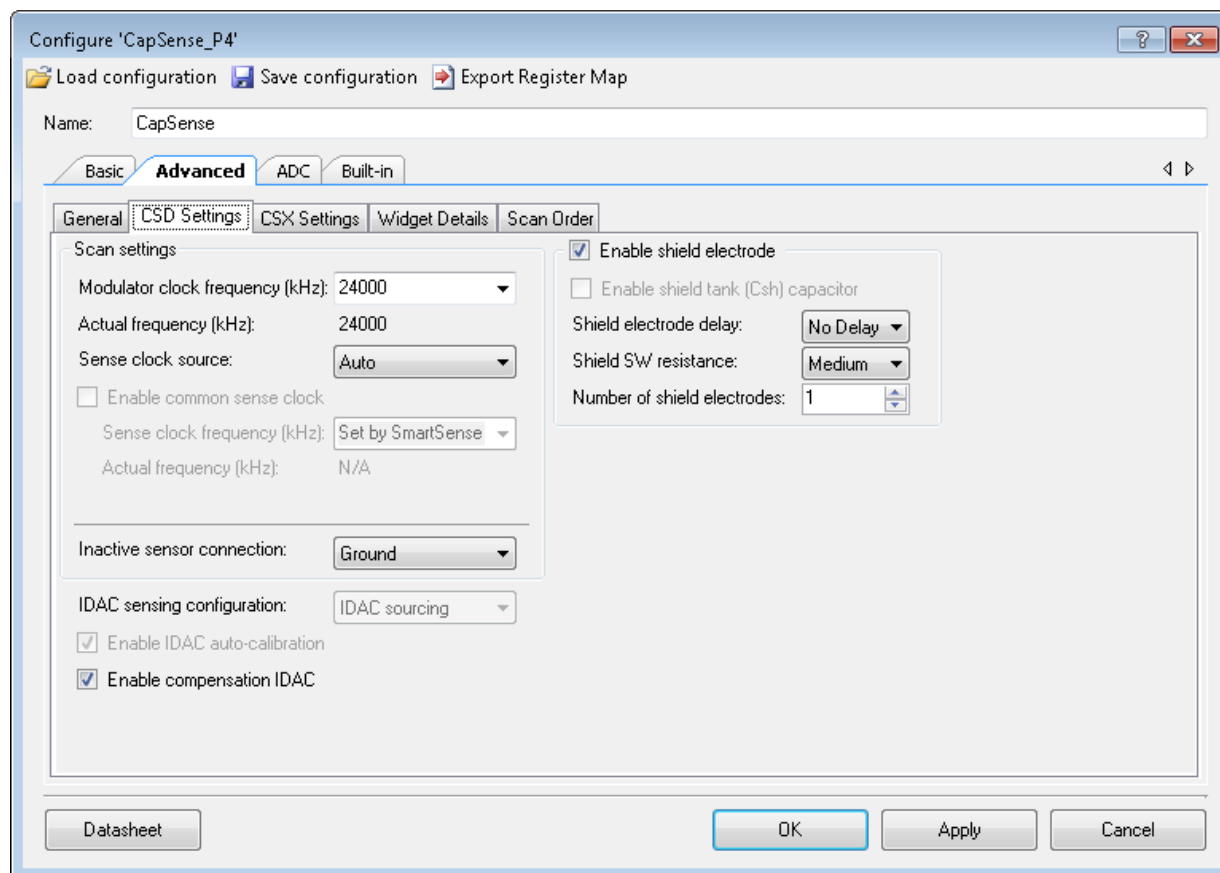 Configure 'CapSense_P4'
Load configuration Save configuration Export Register Map
Name: CapSense
Basic Advanced ADC Built-in
General CSD Settings CSX Settings Widget Details Scan Order
Scan settings
Modulator clock frequency (kHz): 24000
Actual frequency (kHz): 24000
Sense clock source: Auto
Enable common sense clock
Sense clock frequency (kHz): Set by SmartSense
Actual frequency (kHz): N/A
Inactive sensor connection: Ground
IDAC sensing configuration: IDAC sourcing
Enable IDAC auto-calibration
Enable compensation IDAC
Enable shield electrode
Enable shield tank (Csh) capacitor
Shield electrode delay: No Delay
Shield SW resistance: Medium
Number of shield electrodes: 1
Datasheet OK Apply Cancel